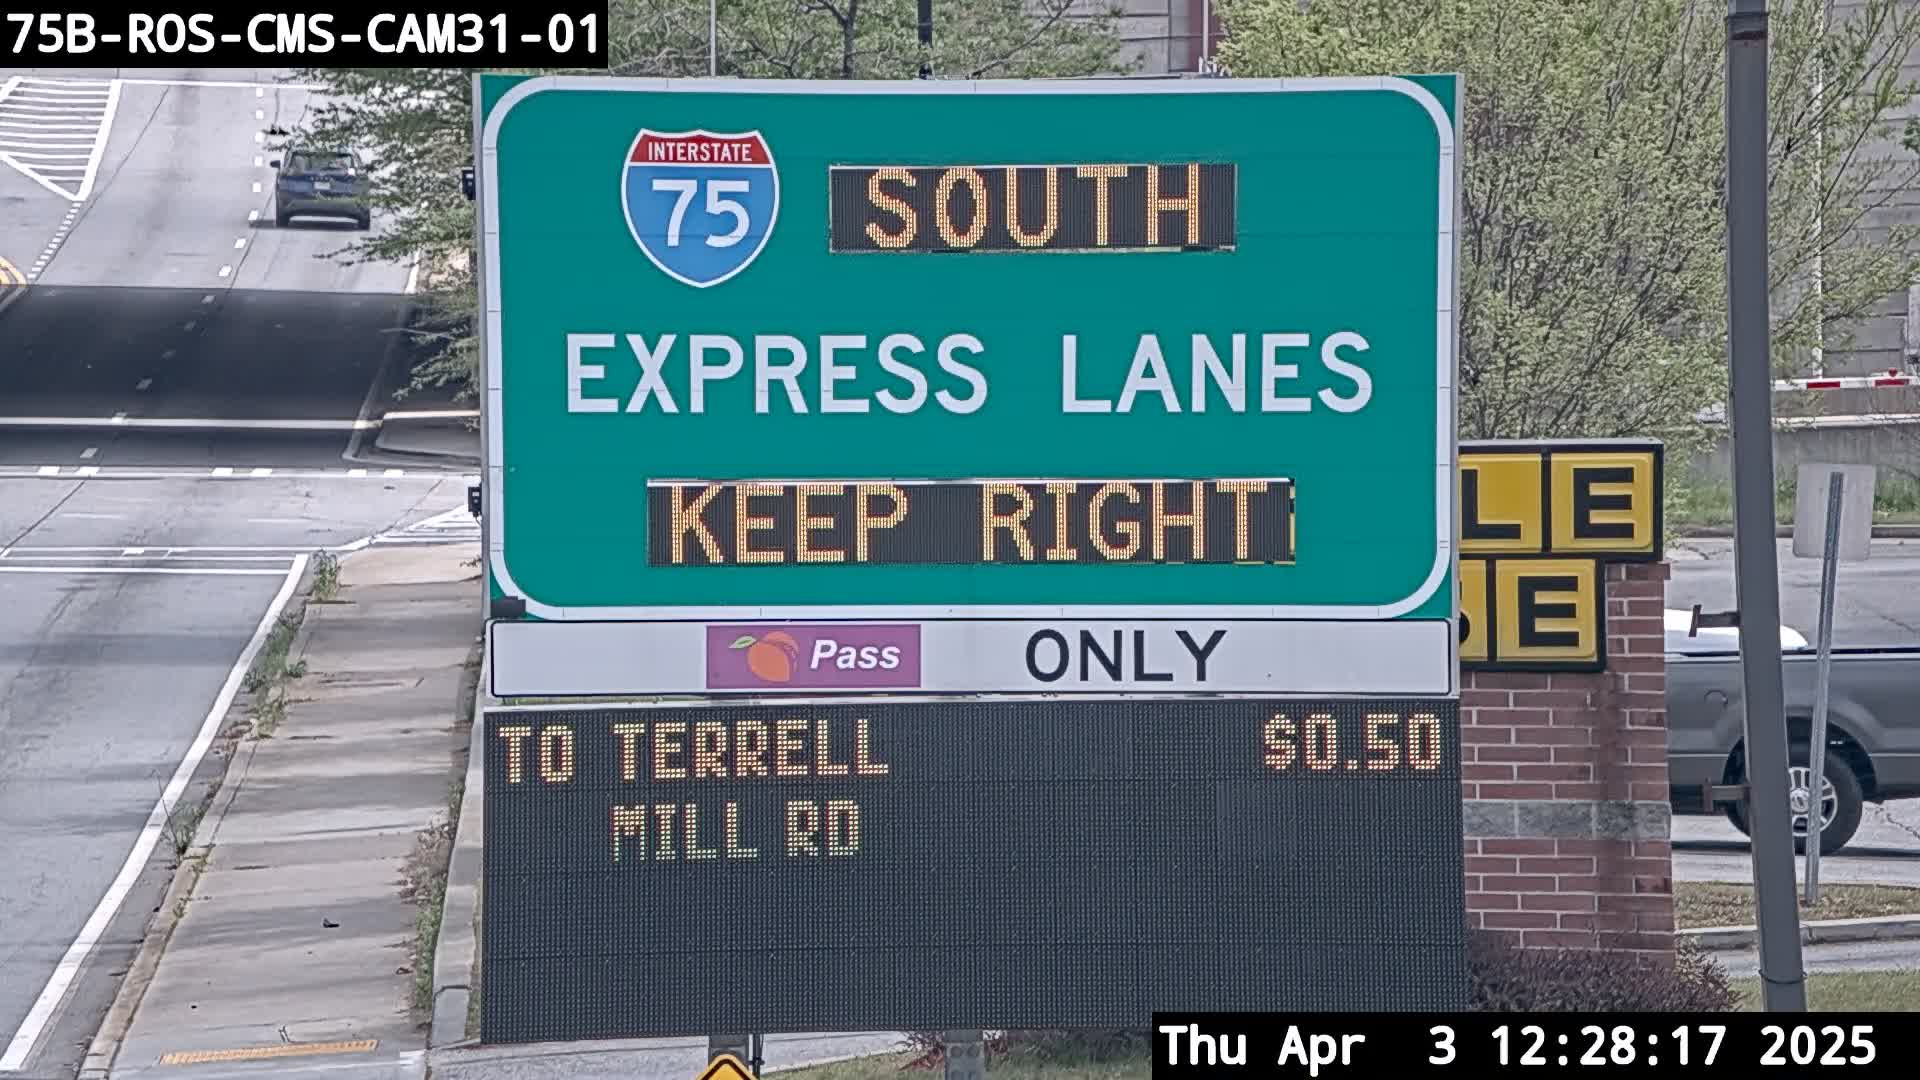 75B-ROS-CMS-CAM31-01
INTERSTATE
75
SOUTH
EXPRESS LANES
KEEP RIGHT
Pass ONLY
LE
E
TO TERRELL $0.50
MILL RD
Thu Apr 3 12:28:17 2025